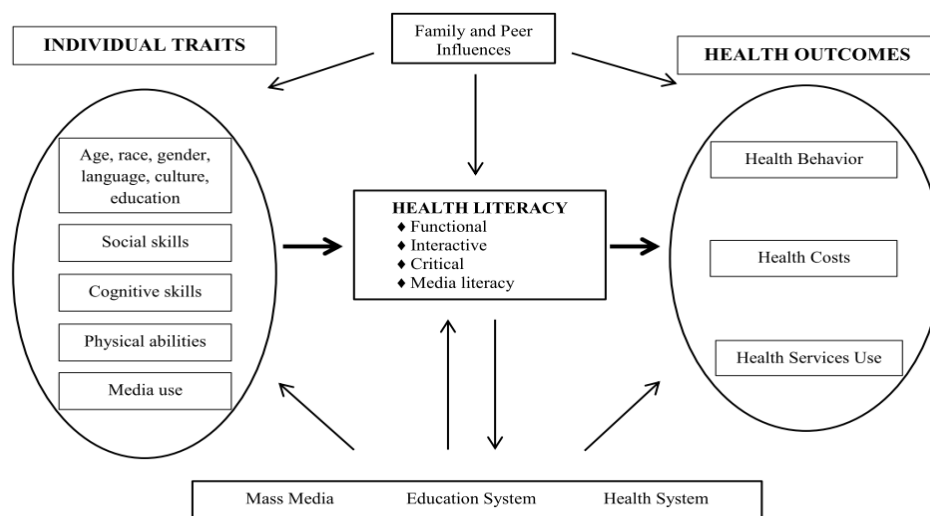 Family and Peer
Influences
INDIVIDUAL TRAITS
HEALTH OUTCOMES
Age, race, gender,
language, culture,
education
Social skills
Cognitive skills
Physical abilities
Media use
HEALTH LITERACY
♦ Functional
♦ Interactive
♦ Critical
♦ Media literacy
Health Behavior
Health Costs
Health Services Use
Mass Media Education System Health System